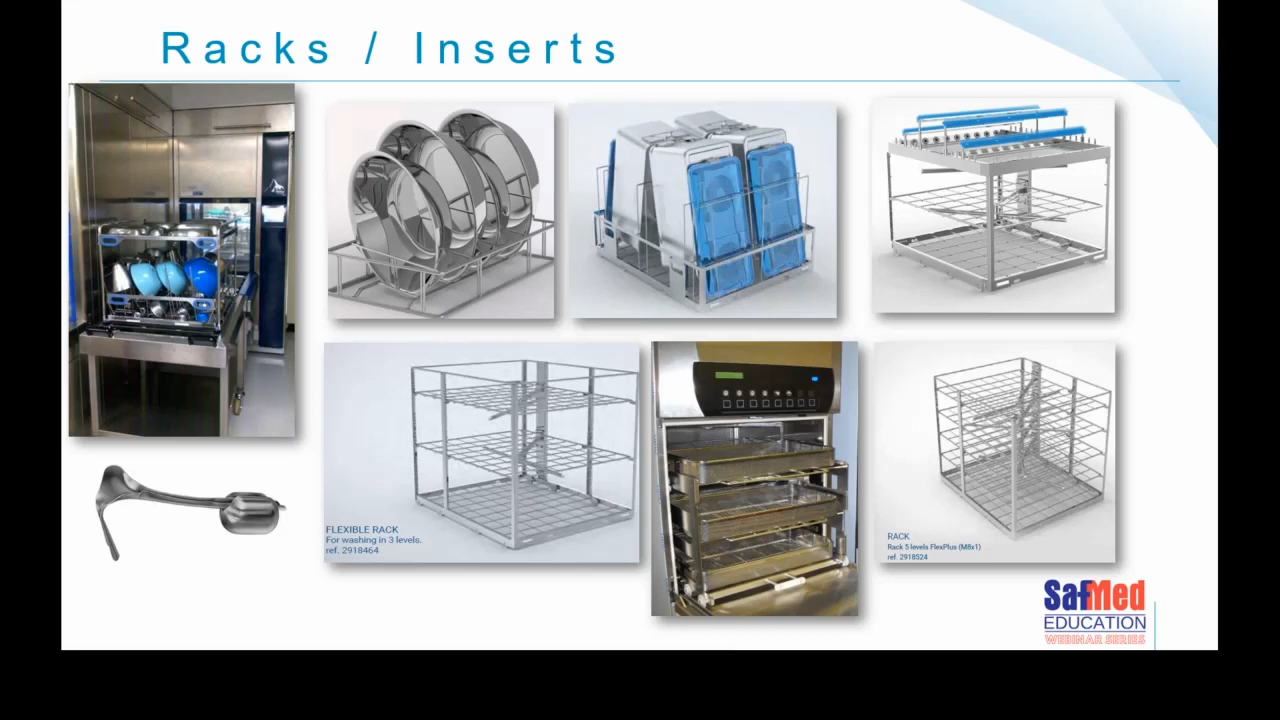 Racks / Inserts
FLEXIBLE RACK
For washing in 3 levels.
ref. 2918464
RACK
Rack 5 levels FlexPlus (M8x1)
ref. 2918524
SafMed
EDUCATION
WEBINAR SERIES